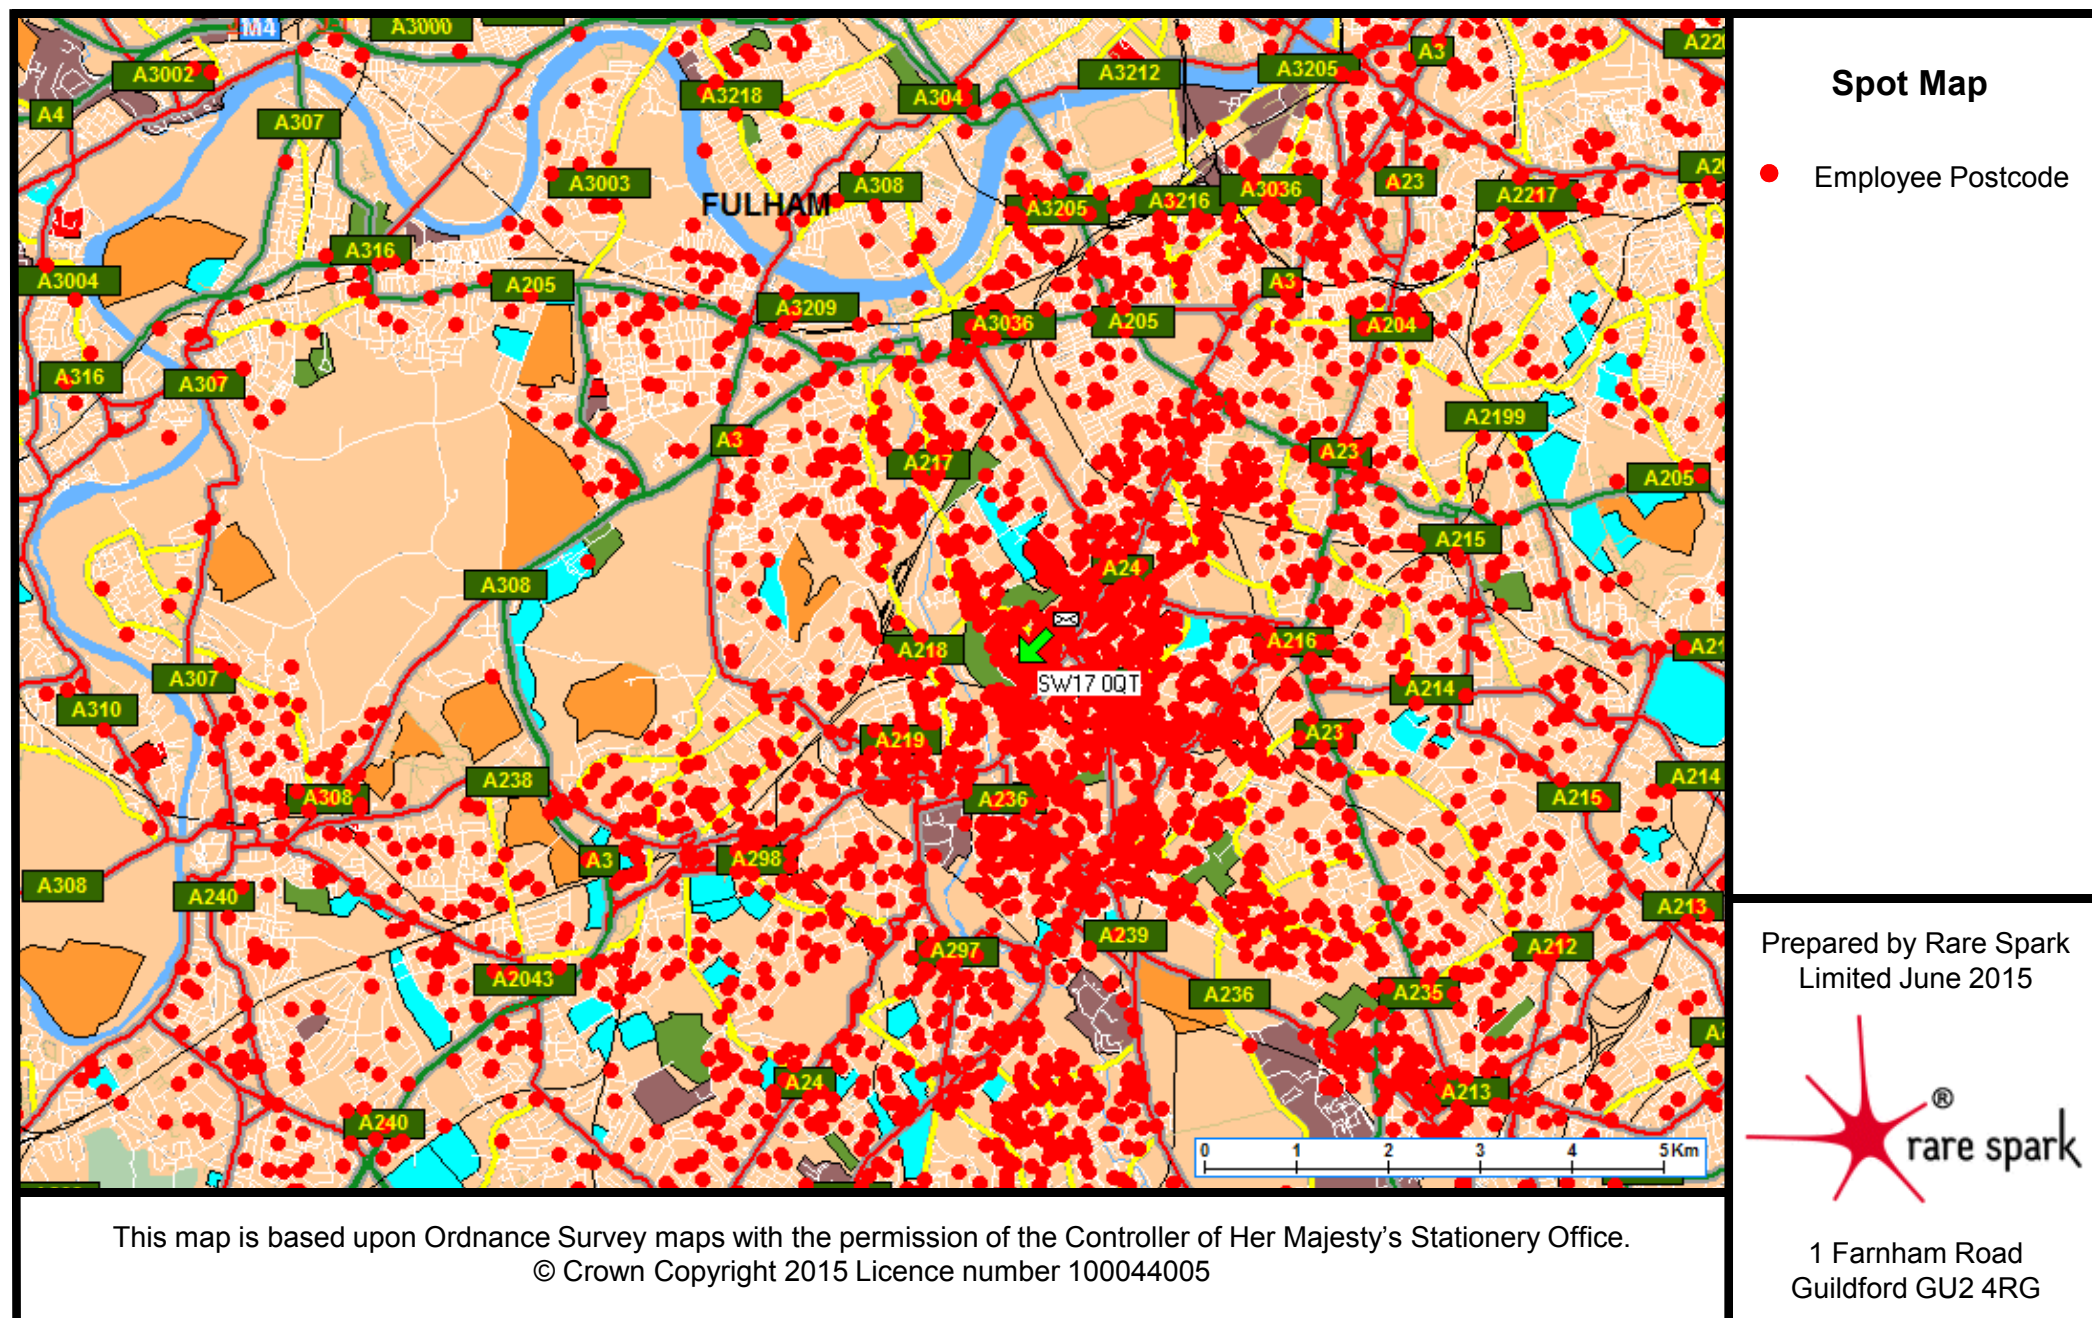 M4
A3000
A3002
A4
A307
A3218
A304
A3212
A3205
A3
A3003
FULHAM
A308
A3205
A3216
A3036
A23
A2217
A316
A3004
A205
A3209
A3036
A205
A3
A204
A316
A307
A3
A217
A2199
A23
A205
A215
A308
A24
A218
A216
SW17 0QT
A307
A310
A214
A219
A23
A308
A238
A236
A215
A214
A3
A298
A308
A240
A213
A239
A297
A212
A2043
A236
A235
A24
A213
A240
0 1 2 3 4 5Km
Spot Map
Employee Postcode
Prepared by Rare Spark
Limited June 2015
®
rare spark
1 Farnham Road
Guildford GU2 4RG
This map is based upon Ordnance Survey maps with the permission of the Controller of Her Majesty’s Stationery Office.
© Crown Copyright 2015 Licence number 100044005